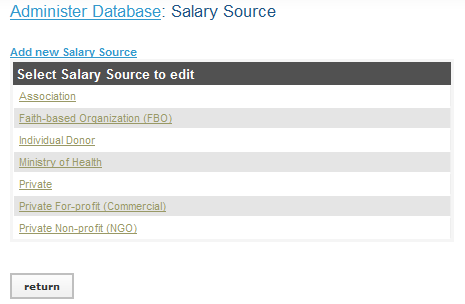 Administer Database: Salary Source
Add new Salary Source
Select Salary Source to edit
Association
Faith-based Organization (FBO)
Individual Donor
Ministry of Health
Private
Private For-profit (Commercial)
Private Non-profit (NGO)
return